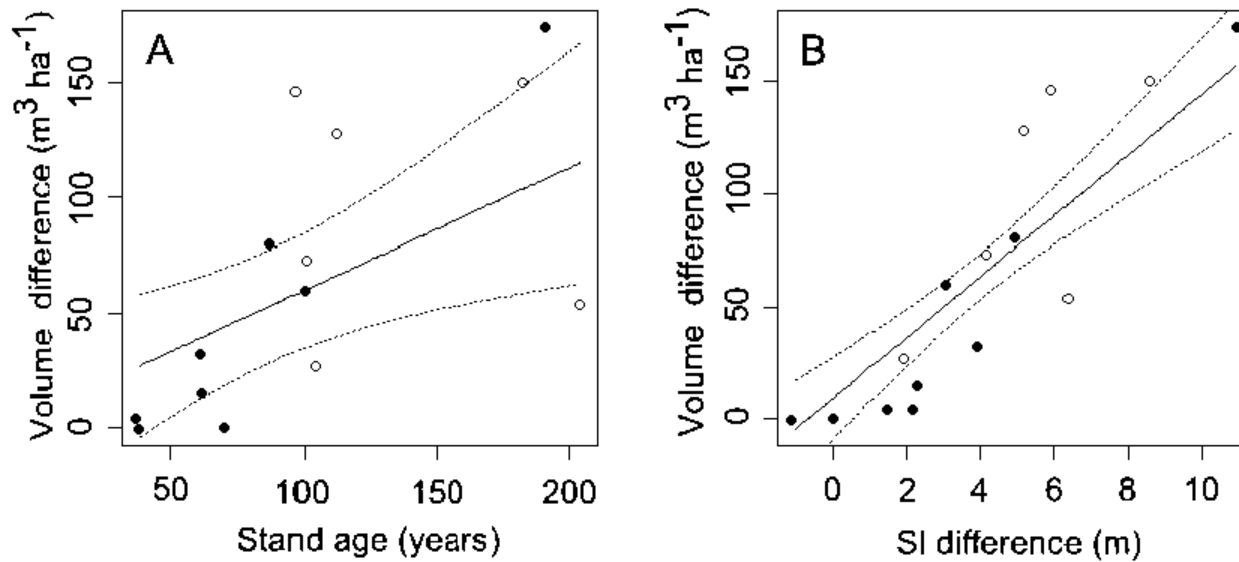 A
Volume difference (m³ ha⁻¹)
150
100
50
0
50 100 150 200
Stand age (years)
B
Volume difference (m³ ha⁻¹)
150
100
50
0
0 2 4 6 8 10
SI difference (m)